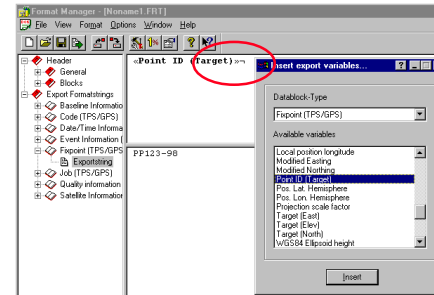 Format Manager - [Noname1.FRT]
File View Format Options Window Help
Header
General
Blocks
Export Formatstrings
Baseline Informatio
Code (TPS/GPS)
Date/Time Informa
Event Information (
Fixpoint (TPS/GPS
Exportstring
Job (TPS/GPS)
Quality information
Satellite Information
«Point ID (Target)»¬
PP123-98
Insert export variables...
Datablock-Type
Fixpoint (TPS/GPS)
Available variables
Local position longitude
Modified Easting
Modified Northing
Point ID (Target)
Pos. Lat. Hemisphere
Pos. Lon. Hemisphere
Projection scale factor
Target (East)
Target (Elev)
Target (North)
WGS84 Ellipsoid height
Insert